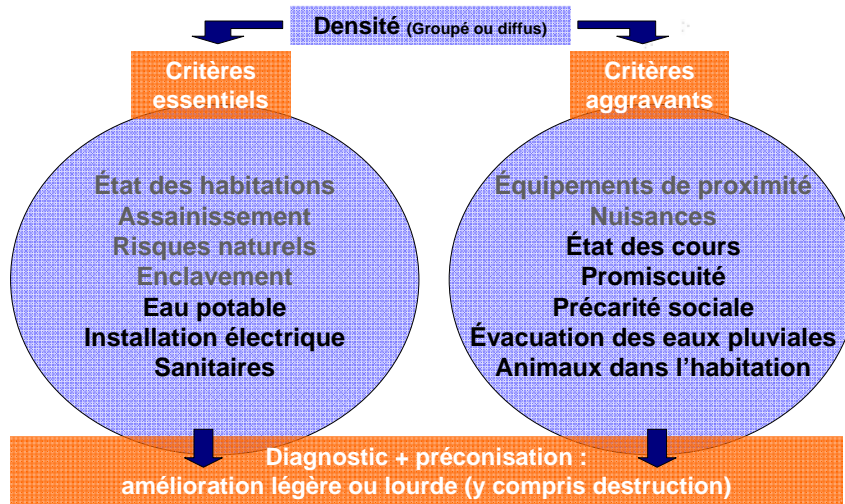 Densité (Groupé ou diffus)
Critères
essentiels
Critères
aggravants
État des habitations
Assainissement
Risques naturels
Enclavement
Eau potable
Installation électrique
Sanitaires
Équipements de proximité
Nuisances
État des cours
Promiscuité
Précarité sociale
Évacuation des eaux pluviales
Animaux dans l’habitation
Diagnostic + préconisation :
amélioration légère ou lourde (y compris destruction)